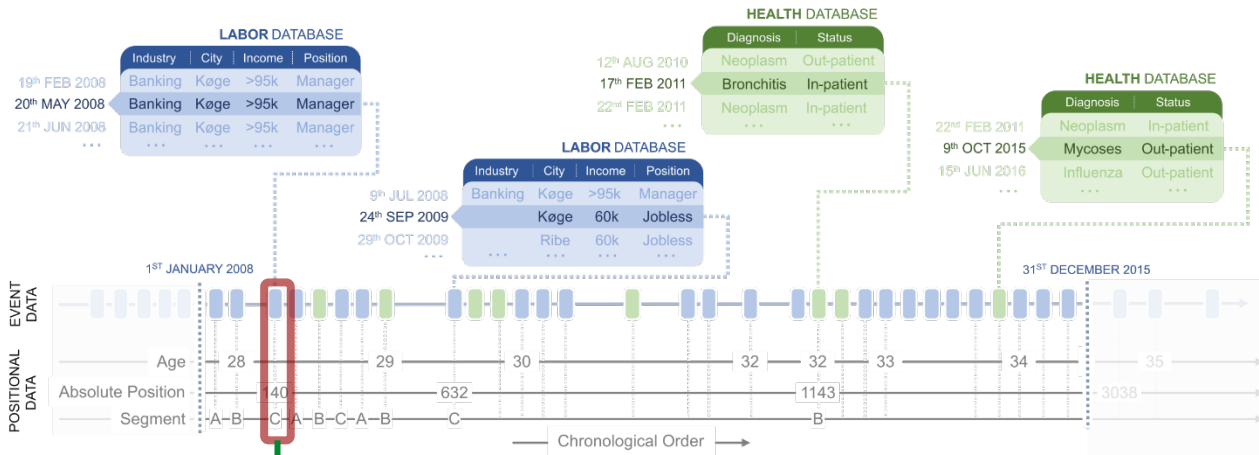 LABOR DATABASE
Industry | City | Income | Position
19th FEB 2008 Banking Køge >95k Manager
20th MAY 2008 Banking Køge >95k Manager
21th JUN 2008 Banking Køge >95k Manager
... ... ... ... ...
LABOR DATABASE
Industry | City | Income | Position
9th JUL 2008 Banking Køge >95k Manager
24th SEP 2009 Køge 60k Jobless
29th OCT 2009 Ribe 60k Jobless
... ... ... ... ...
HEALTH DATABASE
Diagnosis | Status
12th AUG 2010 Neoplasm Out-patient
17th FEB 2011 Bronchitis In-patient
22nd FEB 2011 Neoplasm In-patient
... ... ...
HEALTH DATABASE
Diagnosis | Status
22nd FEB 2011 Neoplasm In-patient
9th OCT 2015 Mycoses Out-patient
15th JUN 2016 Influenza Out-patient
... ... ...
1ST JANUARY 2008
31ST DECEMBER 2015
EVENT
DATA
POSITIONAL
DATA
Age 28 29 30 32 32 33 34 35
Absolute Position 140 632 1143 3038
Segment A B C A B C A B C B
Chronological Order